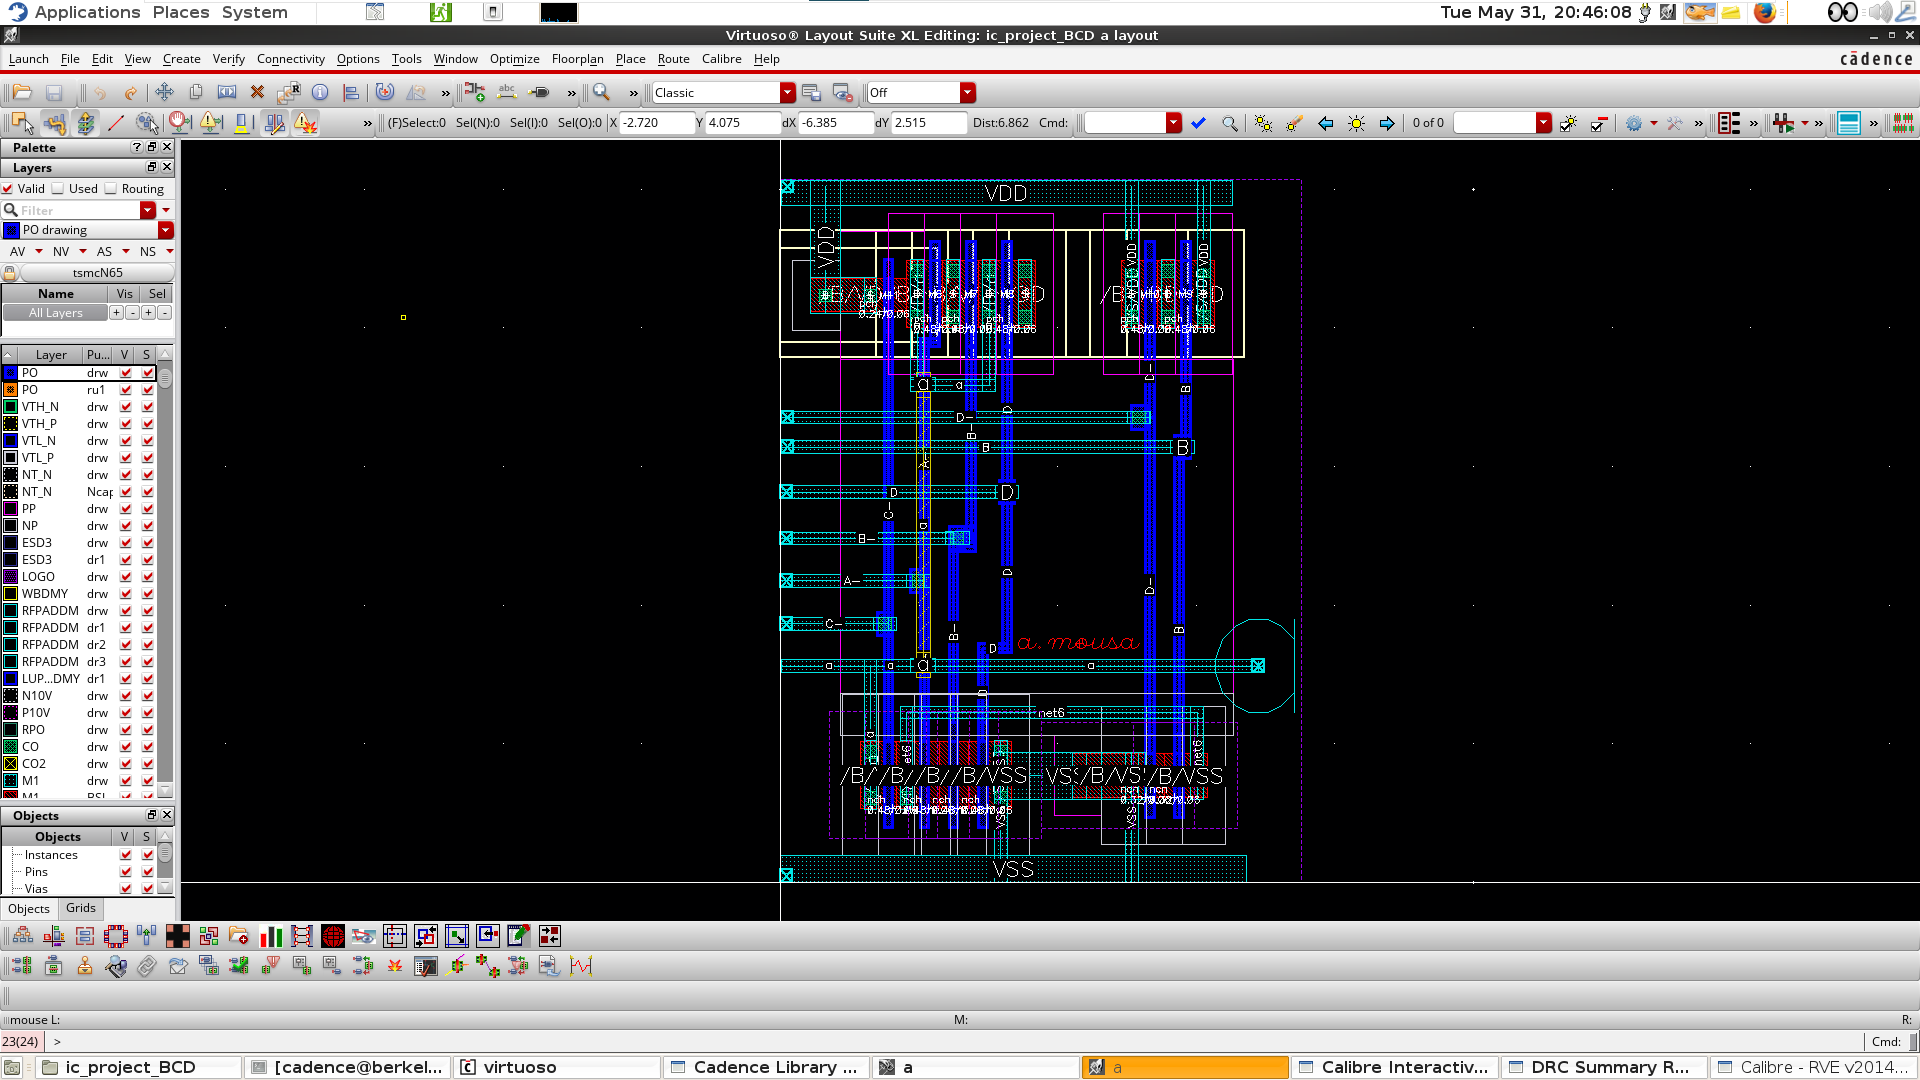 Applications Places System
Tue May 31, 20:46:08
Virtuoso® Layout Suite XL Editing: ic_project_BCD a layout
Launch File Edit View Create Verify Connectivity Options Tools Window Optimize Floorplan Place Route Calibre Help
cādence
Classic
Off
(F)Select:0 Sel(N):0 Sel(I):0 Sel(O):0 X -2.720 Y 4.075 dX -6.385 dY 2.515 Dist:6.862 Cmd:
0 of 0
Palette
Layers
Valid Used Routing
Filter
PO drawing
AV NV AS NS
tsmcN65
Name Vis Sel
All Layers + - + -
Layer Pu... V S
PO drw
PO ru1
VTH_N drw
VTH_P drw
VTL_N drw
VTL_P drw
NT_N drw
NT_N Ncap
PP drw
NP drw
ESD3 drw
ESD3 dr1
LOGO drw
WBDMY drw
RFPADDM drw
RFPADDM dr1
RFPADDM dr2
RFPADDM dr3
LUP...DMY dr1
N10V drw
P10V drw
RPO drw
CO drw
CO2 drw
M1 drw
Objects
Objects V S
Instances
Pins
Vias
Objects Grids
VDD
VDD
a a
D-
B B
D D
B-
A-
C-
a. mousa
a a a a
net6
VSS
mouse L: M: R:
23(24) > Cmd:
ic_project_BCD [cadence@berkel... virtuoso Cadence Library ... a a Calibre Interactiv... DRC Summary R... Calibre - RVE v2014...